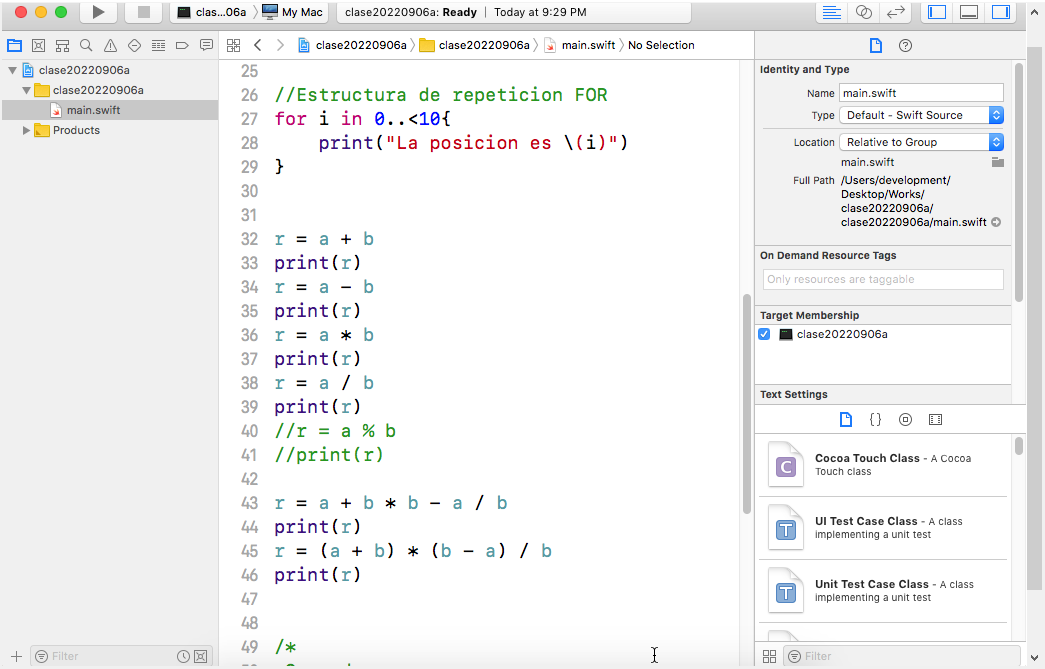 clas...06a
My Mac
clase20220906a: Ready
Today at 9:29 PM
clase20220906a
clase20220906a
main.swift
No Selection
clase20220906a
clase20220906a
main.swift
Products
Filter
25
26 //Estructura de repeticion FOR
27 for i in 0..<10{
28 print("La posicion es \(i)")
29 }
30
31
32 r = a + b
33 print(r)
34 r = a - b
35 print(r)
36 r = a * b
37 print(r)
38 r = a / b
39 print(r)
40 //r = a % b
41 //print(r)
42
43 r = a + b * b - a / b
44 print(r)
45 r = (a + b) * (b - a) / b
46 print(r)
47
48
49 /*
Identity and Type
Name main.swift
Type Default - Swift Source
Location Relative to Group
main.swift
Full Path /Users/development/
Desktop/Works/
clase20220906a/
clase20220906a/main.swift
On Demand Resource Tags
Only resources are taggable
Target Membership
clase20220906a
Text Settings
{}
C
Cocoa Touch Class - A Cocoa
Touch class
T
UI Test Case Class - A class
implementing a unit test
T
Unit Test Case Class - A class
implementing a unit test
Filter